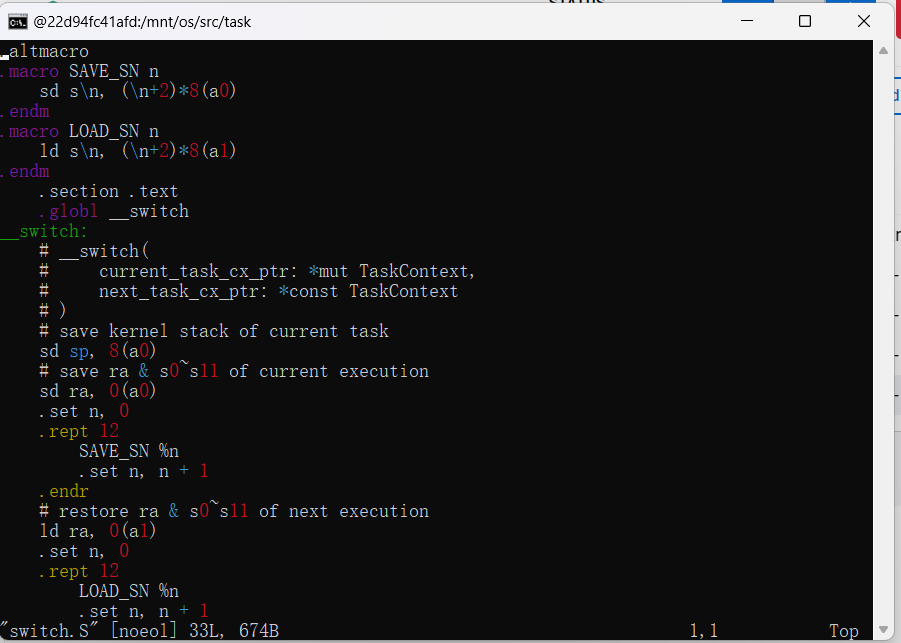 @22d94fc41afd:/mnt/os/src/task
.altmacro
.macro SAVE_SN n
    sd s\n, (\n+2)*8(a0)
.endm
.macro LOAD_SN n
    ld s\n, (\n+2)*8(a1)
.endm
    .section .text
    .globl __switch
__switch:
    # __switch(
    #     current_task_cx_ptr: *mut TaskContext,
    #     next_task_cx_ptr: *const TaskContext
    # )
    # save kernel stack of current task
    sd sp, 8(a0)
    # save ra & s0~s11 of current execution
    sd ra, 0(a0)
    .set n, 0
    .rept 12
        SAVE_SN %n
        .set n, n + 1
    .endr
    # restore ra & s0~s11 of next execution
    ld ra, 0(a1)
    .set n, 0
    .rept 12
        LOAD_SN %n
        .set n, n + 1
"switch.S" [noeol] 33L, 674B 1,1 Top